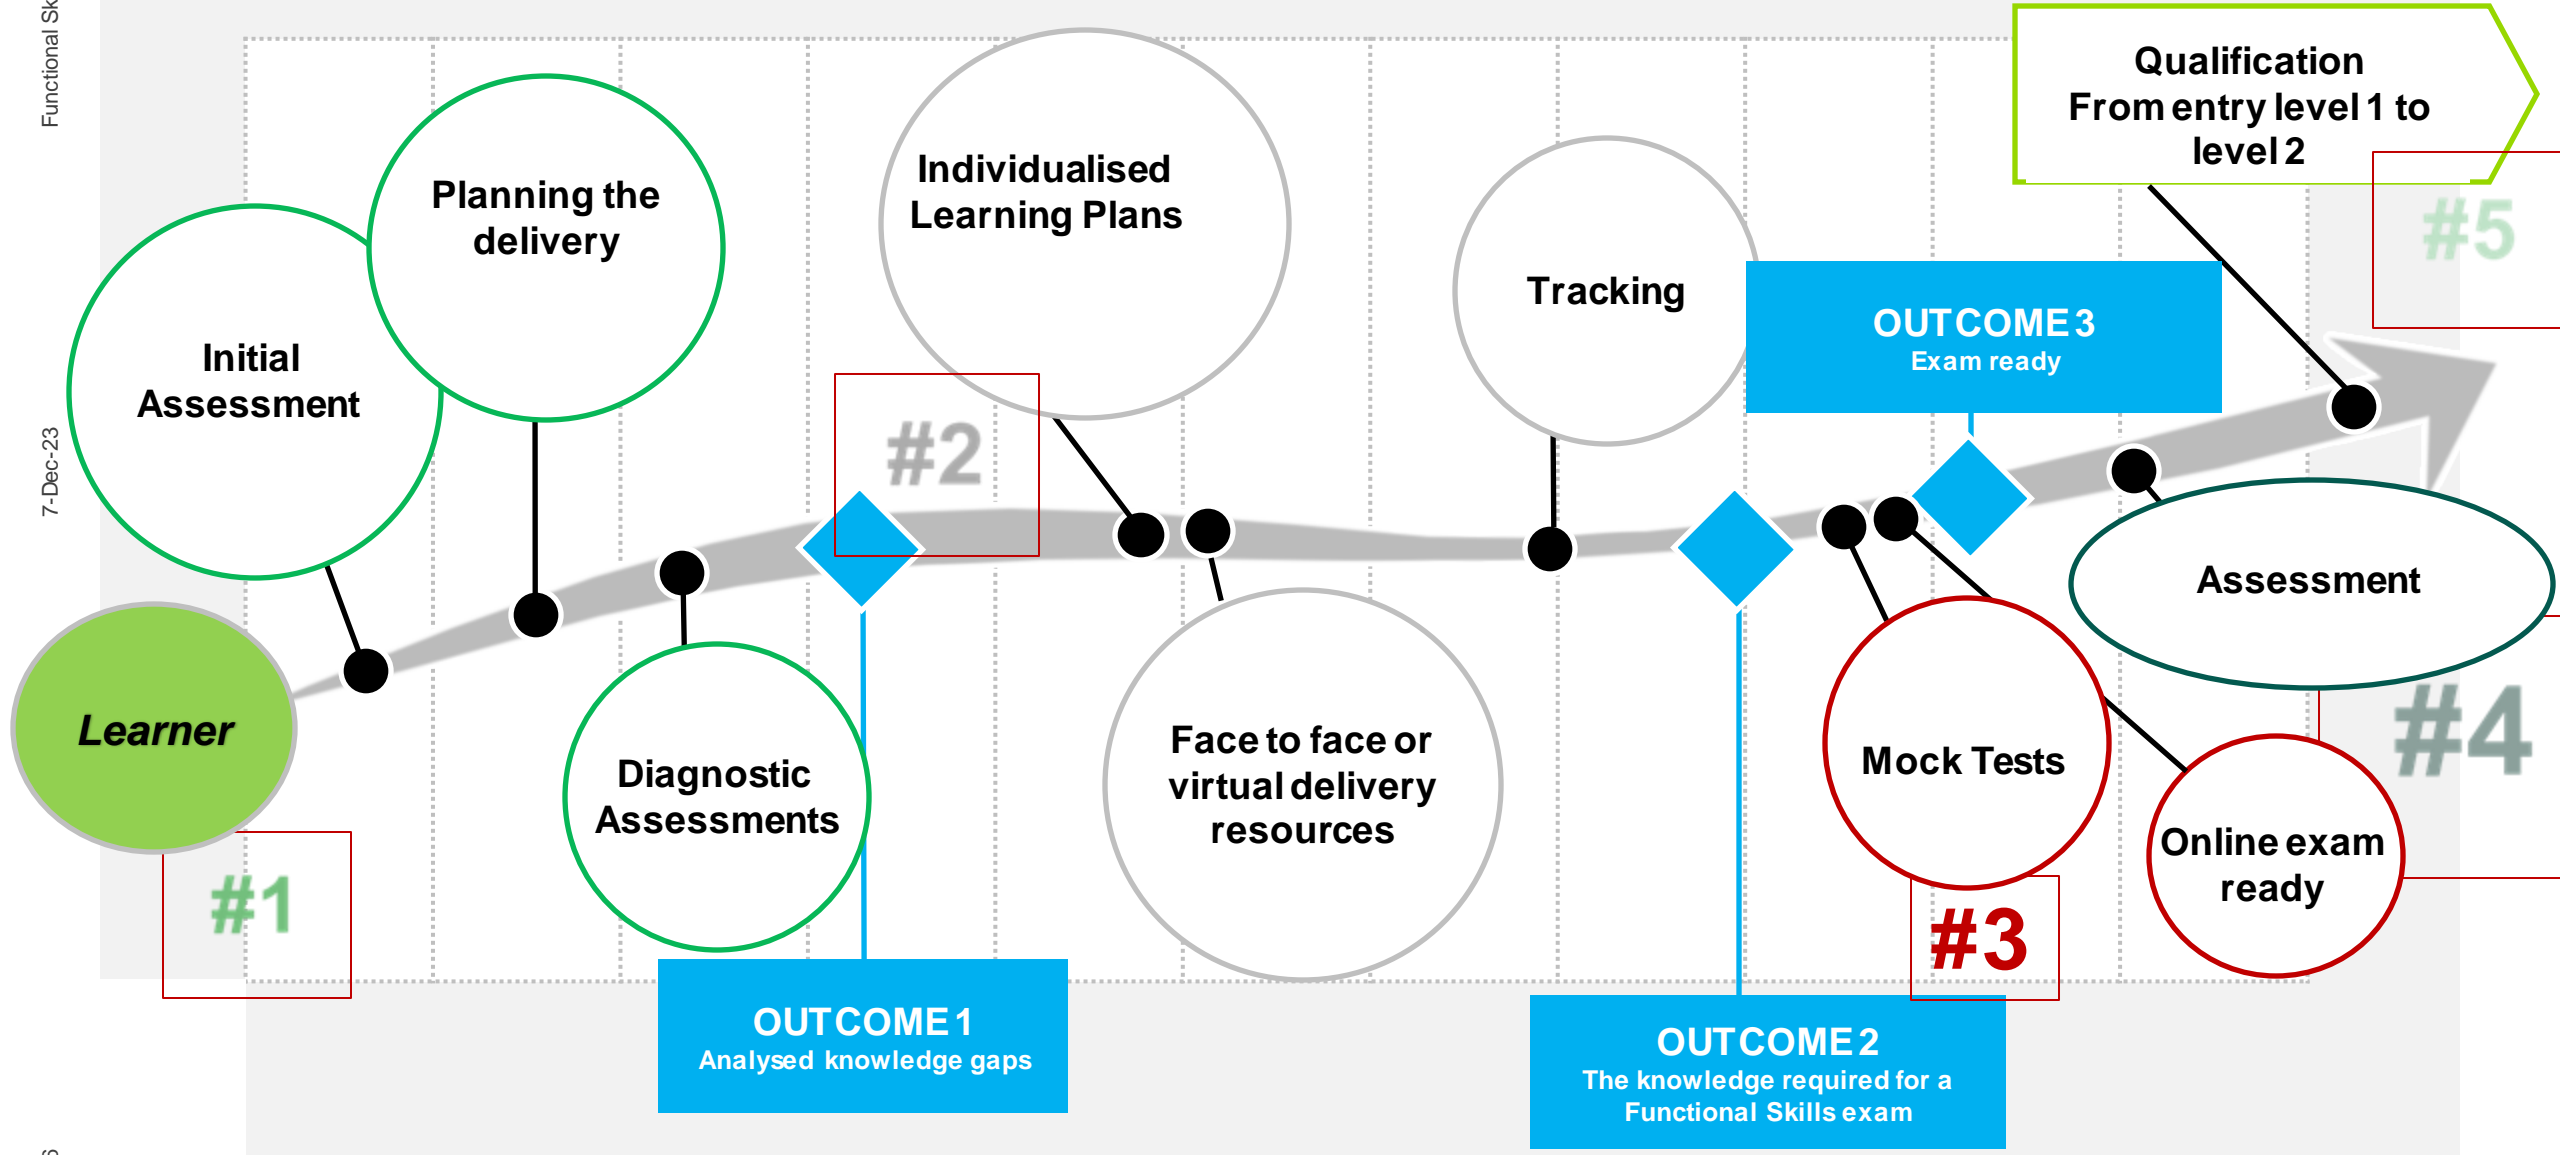 Functional Sk
7-Dec-23
Qualification
From entry level 1 to
level 2
#5
Planning the
delivery
Individualised
Learning Plans
Tracking
Initial
Assessment
OUTCOME 3
Exam ready
#2
Assessment
Learner
#1
Diagnostic
Assessments
Face to face or
virtual delivery
resources
Mock Tests
#4
Online exam
ready
#3
OUTCOME 1
Analysed knowledge gaps
OUTCOME 2
The knowledge required for a
Functional Skills exam